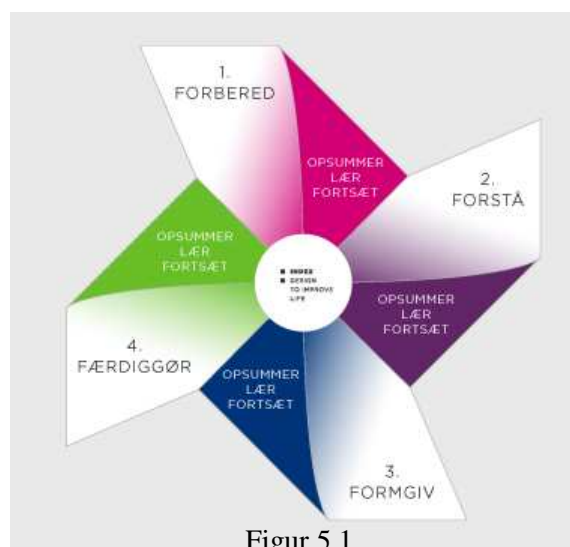 1.
FORBERED
OPSUMMER
LÆR
FORTSÆT
2.
FORSTÅ
OPSUMMER
LÆR
FORTSÆT
3.
FORMGIV
OPSUMMER
LÆR
FORTSÆT
4.
FÆRDIGGØR
OPSUMMER
LÆR
FORTSÆT
INDEX
DESIGN
TO IMPROVE
LIFE
Figur 5.1